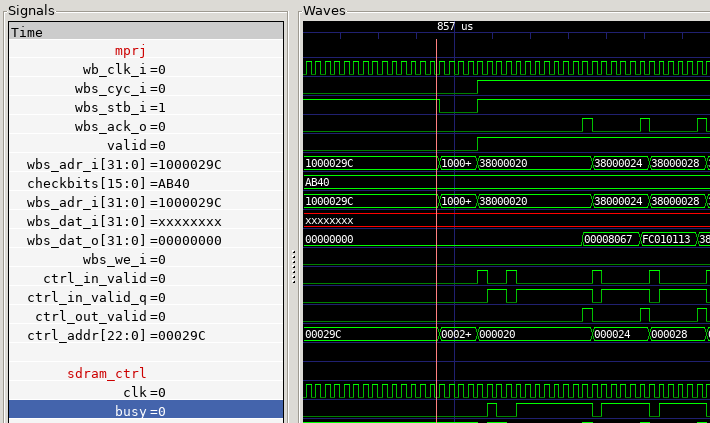 Signals
Waves
Time
857 us
mprj
wb_clk_i=0
wbs_cyc_i=0
wbs_stb_i=1
wbs_ack_o=0
valid=0
wbs_adr_i[31:0]=1000029C 1000029C 1000+ 38000020 38000024 38000028
checkbits[15:0]=AB40 AB40
wbs_adr_i[31:0]=1000029C 1000029C 1000+ 38000020 38000024 38000028
wbs_dat_i[31:0]=xxxxxxxx xxxxxxxx
wbs_dat_o[31:0]=00000000 00000000 00008067 FC010113 38
wbs_we_i=0
ctrl_in_valid=0
ctrl_in_valid_q=0
ctrl_out_valid=0
ctrl_addr[22:0]=00029C 00029C 0002+ 000020 000024 000028
sdram_ctrl
clk=0
busy=0